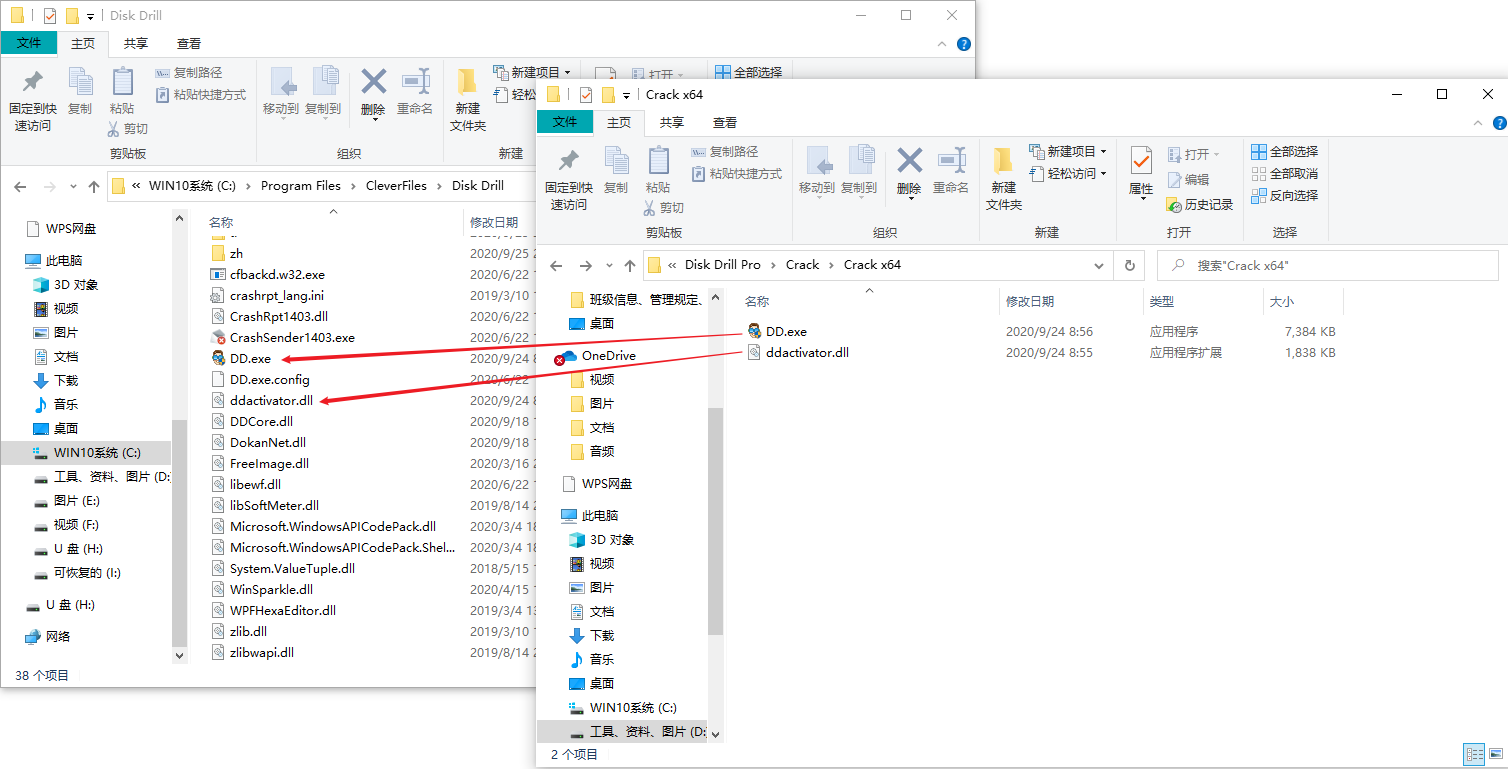 Disk Drill
文件 主页 共享 查看
固定到快速访问 复制 粘贴 复制路径 粘贴快捷方式 剪切
移动到 复制到 删除 重命名 新建文件夹 新建项目 轻松 打开 全部选择
剪贴板 组织 新建
« WIN10系统 (C:) › Program Files › CleverFiles › Disk Drill
WPS网盘
此电脑
3D 对象
视频
图片
文档
下载
音乐
桌面
WIN10系统 (C:)
工具、资料、图片 (D:
图片 (E:)
视频 (F:)
U 盘 (H:)
可恢复的 (I:)
U 盘 (H:)
网络
38 个项目
名称 修改日期
zh 2020/9/25
cfbackd.w32.exe 2020/6/22
crashrpt_lang.ini 2019/3/10
CrashRpt1403.dll 2020/6/22
CrashSender1403.exe 2020/6/22
DD.exe 2020/9/24
DD.exe.config 2020/6/22
ddactivator.dll 2020/9/24
DDCore.dll 2020/9/18
DokanNet.dll 2020/9/18
FreeImage.dll 2020/3/16
libewf.dll 2020/6/22
libSoftMeter.dll 2019/8/14
Microsoft.WindowsAPICodePack.dll 2020/3/4 18
Microsoft.WindowsAPICodePack.Shel... 2020/3/4 18
System.ValueTuple.dll 2018/5/15
WinSparkle.dll 2020/4/15
WPFHexaEditor.dll 2019/3/4 13
zlib.dll 2019/3/10
zlibwapi.dll 2019/8/14
Crack x64
文件 主页 共享 查看
固定到快速访问 复制 粘贴 复制路径 粘贴快捷方式 剪切
移动到 复制到 删除 重命名 新建文件夹 新建项目 轻松访问
属性 打开 编辑 历史记录 全部选择 全部取消 反向选择
剪贴板 组织 新建 打开 选择
« Disk Drill Pro › Crack › Crack x64
搜索"Crack x64"
班级信息、管理规定、
桌面
OneDrive
视频
图片
文档
音频
WPS网盘
此电脑
3D 对象
视频
图片
文档
下载
音乐
桌面
WIN10系统 (C:)
工具、资料、图片 (D:
2 个项目
名称 修改日期 类型 大小
DD.exe 2020/9/24 8:56 应用程序 7,384 KB
ddactivator.dll 2020/9/24 8:55 应用程序扩展 1,838 KB